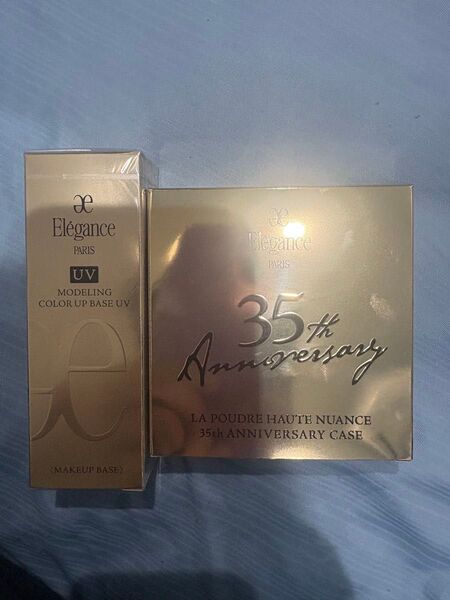 æ
Elégance
PARIS
UV
MODELING
COLOR UP BASE UV
Æ
〈MAKEUP BASE〉
æ
Elégance
PARIS
35th
Anniversary
LA POUDRE HAUTE NUANCE
35th ANNIVERSARY CASE